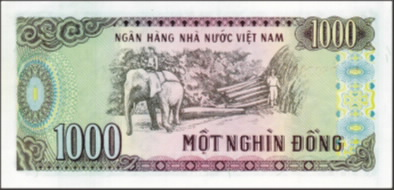 NGÂN HÀNG NHÀ NƯỚC VIỆT NAM
1000
1000
MỘT NGHÌN ĐỒNG